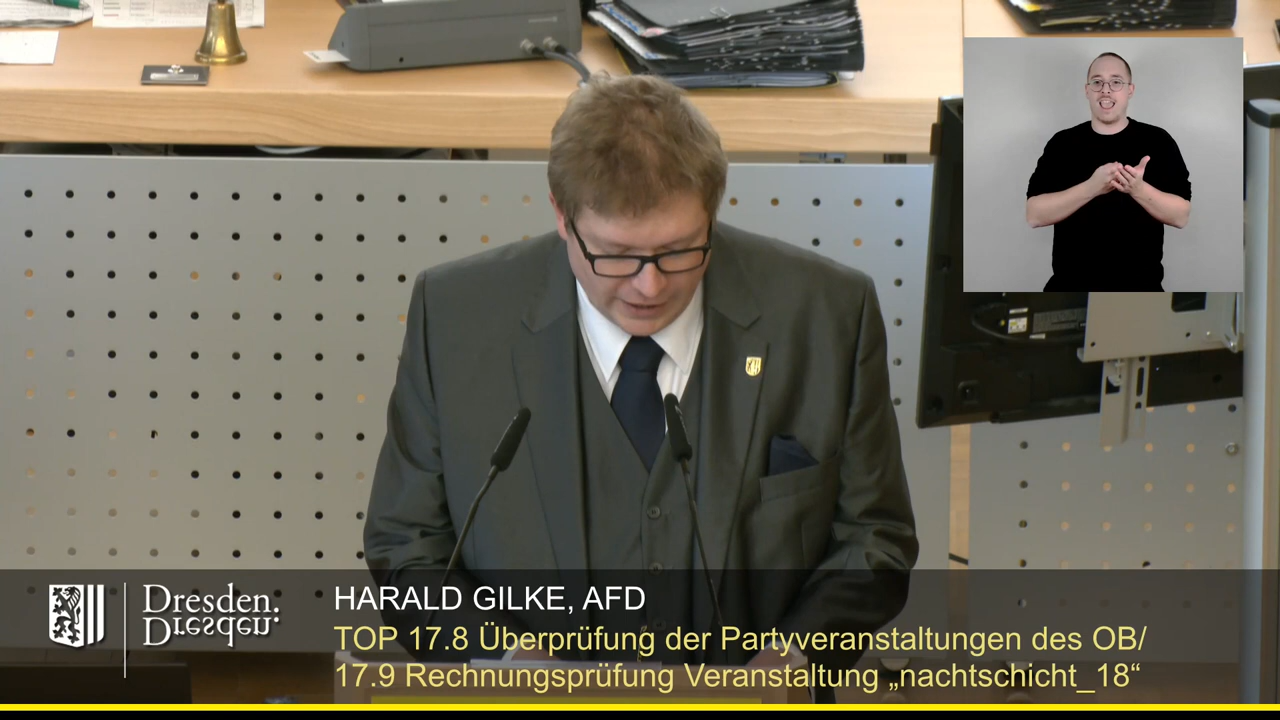 Dresden.
Dresden.
HARALD GILKE, AFD
TOP 17.8 Überprüfung der Partyveranstaltungen des OB/
17.9 Rechnungsprüfung Veranstaltung „nachtschicht_18“